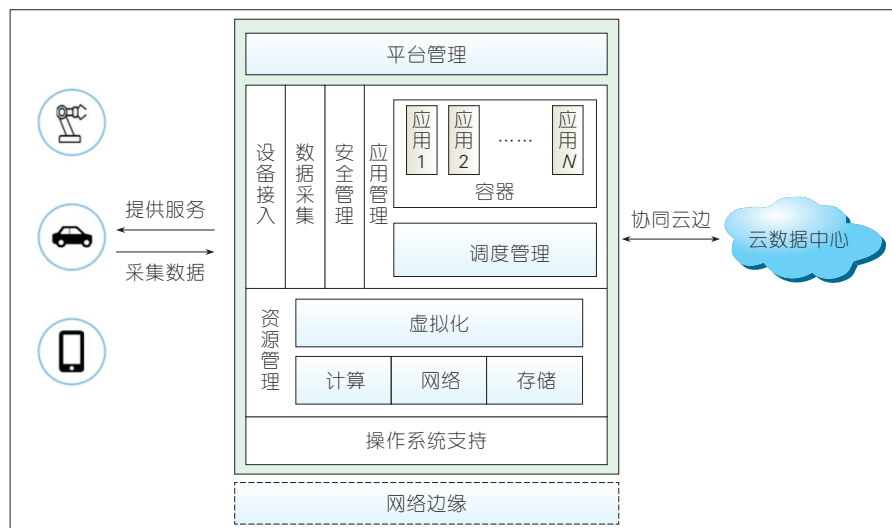 平台管理
设备接入
数据采集
安全管理
应用管理
应用1
应用2
……
应用N
容器
调度管理
提供服务
采集数据
协同云边
云数据中心
资源管理
虚拟化
计算
网络
存储
操作系统支持
网络边缘